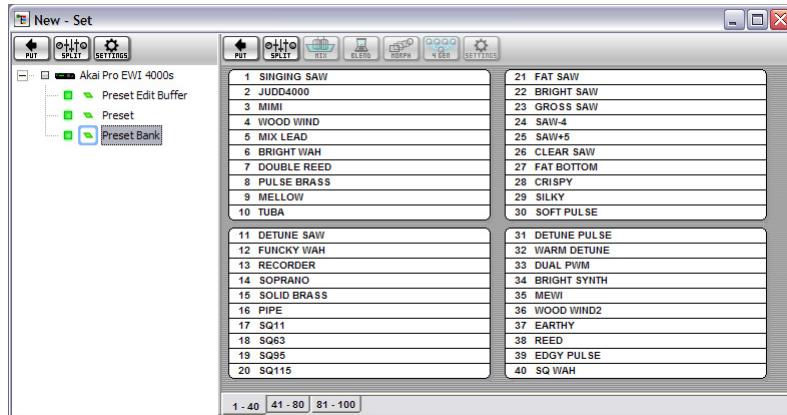 New - Set
PUT SPLIT SETTINGS
PUT SPLIT MIX BLEND MORPH 4 GEN SETTINGS
Akai Pro EWI 4000s
Preset Edit Buffer
Preset
Preset Bank
1 SINGING SAW
2 JUDD4000
3 MIMI
4 WOOD WIND
5 MIX LEAD
6 BRIGHT WAH
7 DOUBLE REED
8 PULSE BRASS
9 MELLOW
10 TUBA
11 DETUNE SAW
12 FUNCKY WAH
13 RECORDER
14 SOPRANO
15 SOLID BRASS
16 PIPE
17 SQ11
18 SQ63
19 SQ95
20 SQ115
21 FAT SAW
22 BRIGHT SAW
23 GROSS SAW
24 SAW-4
25 SAW+5
26 CLEAR SAW
27 FAT BOTTOM
28 CRISPY
29 SILKY
30 SOFT PULSE
31 DETUNE PULSE
32 WARM DETUNE
33 DUAL PWM
34 BRIGHT SYNTH
35 MEWI
36 WOOD WIND2
37 EARTHY
38 REED
39 EDGY PULSE
40 SQ WAH
1 - 40 41 - 80 81 - 100